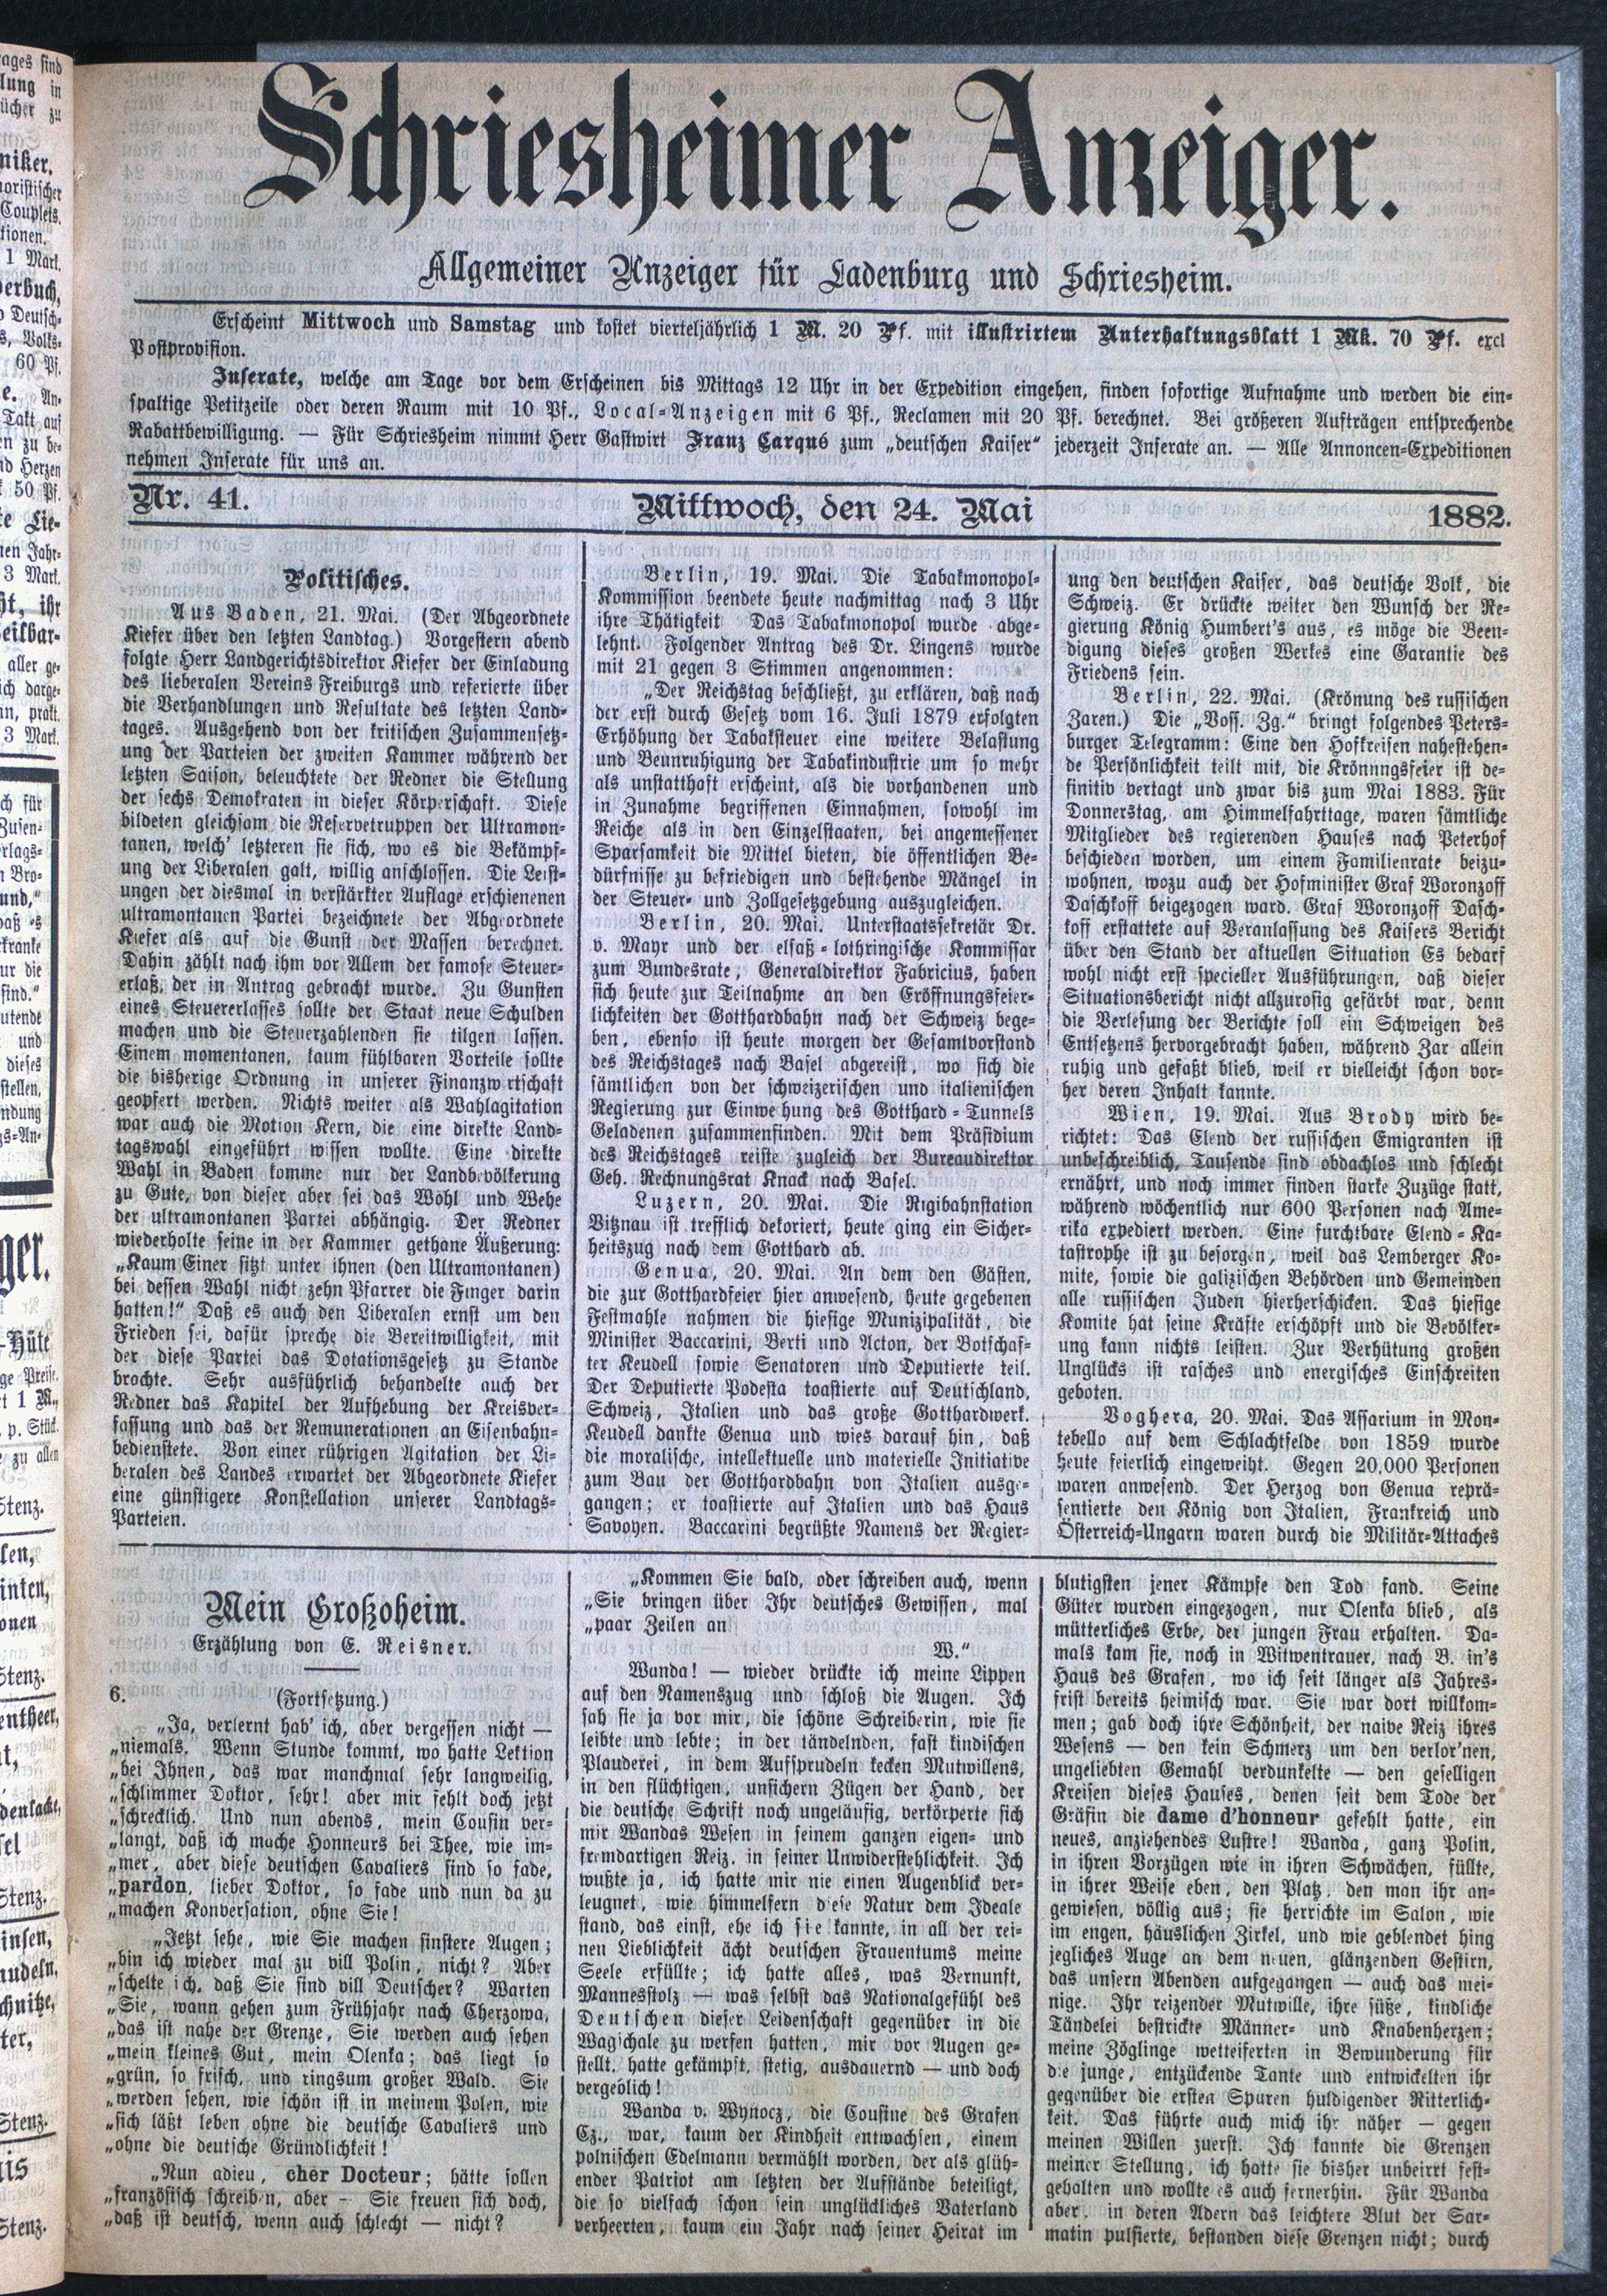 Schriesheimer Anzeiger.
Allgemeiner Anzeiger für Ladenburg und Schriesheim.
Erscheint Mittwoch und Samstag und kostet vierteljährlich 1 M. 20 Pf. mit illustrirtem Unterhaltungsblatt 1 Mk. 70 Pf. excl
Postprovision.
Inserate, welche am Tage vor dem Erscheinen bis Mittags 12 Uhr in der Expedition eingehen, finden sofortige Aufnahme und werden die ein-
spaltige Petitzeile oder deren Raum mit 10 Pf., Local-Anzeigen mit 6 Pf., Reclamen mit 20 Pf. berechnet. Bei größeren Aufträgen entsprechende
Rabattbewilligung. — Für Schriesheim nimmt Herr Gastwirt Franz Carqus zum „deutschen Kaiser“ jederzeit Inserate an. — Alle Annoncen-Expeditionen
nehmen Inserate für uns an.
Nr. 41. Mittwoch, den 24. Mai 1882.
Politisches.
Aus Baden, 21. Mai. (Der Abgeordnete
Kiefer über den letzten Landtag.) Vorgestern abend
folgte Herr Landgerichtsdirektor Kiefer der Einladung
des lieberalen Vereins Freiburgs und referierte über
die Verhandlungen und Resultate des letzten Land-
tages. Ausgehend von der kritischen Zusammensetz-
ung der Parteien der zweiten Kammer während der
letzten Saison, beleuchtete der Redner die Stellung
der sechs Demokraten in dieser Körperschaft. Diese
bildeten gleichsam die Reservetruppen der Ultramon-
tanen, welch' letzteren sie sich, wo es die Bekämpf-
ung der Liberalen galt, willig anschlossen. Die Leist-
ungen der diesmal in verstärkter Auflage erschienenen
ultramontanen Partei bezeichnete der Abgeordnete
Kiefer als auf die Gunst der Massen berechnet.
Dahin zählt nach ihm vor Allem der famose Steuer-
erlaß, der in Antrag gebracht wurde. Zu Gunsten
eines Steuererlasses sollte der Staat neue Schulden
machen und die Steuerzahlenden sie tilgen lassen.
Einem momentanen, kaum fühlbaren Vorteile sollte
die bisherige Ordnung in unserer Finanzw rtschaft
geopfert werden. Nichts weiter als Wahlagitation
war auch die Motion Kern, die eine direkte Land-
tagswahl eingeführt wissen wollte. Eine direkte
Wahl in Baden komme nur der Landb.völkerung
zu Gute, von dieser aber sei das Wohl und Wehe
der ultramontanen Partei abhängig. Der Redner
wiederholte seine in der Kammer gethane Äußerung:
„Kaum Einer sitzt unter ihnen (den Ultramontanen)
bei dessen Wahl nicht zehn Pfarrer die Finger darin
hatten!“ Daß es auch den Liberalen ernst um den
Frieden sei, dafür spreche die Bereitwilligkeit, mit
der diese Partei das Dotationsgesetz zu Stande
brochte. Sehr ausführlich behandelte auch der
Redner das Kapitel der Aufhebung der Kreisver-
fassung und das der Remunerationen an Eisenbahn-
bedienstete. Von einer rührigen Agitation der Li-
beralen des Landes erwartet der Abgeordnete Kiefer
eine günstigere Konstellation unserer Landtags-
Parteien.
Berlin, 19. Mai. Die Tabakmonopol-
Kommission beendete heute nachmittag nach 3 Uhr
ihre Thätigkeit Das Tabakmonopol wurde abge-
lehnt. Folgender Antrag des Dr. Lingens wurde
mit 21 gegen 3 Stimmen angenommen:
„Der Reichstag beschließt, zu erklären, daß nach
der erst durch Gesetz vom 16. Juli 1879 erfolgten
Erhöhung der Tabaksteuer eine weitere Belastung
und Beunruhigung der Tabakindustrie um so mehr
als unstatthaft erscheint, als die vorhandenen und
in Zunahme begriffenen Einnahmen, sowohl im
Reiche als in den Einzelstaaten, bei angemessener
Sparsamkeit die Mittel bieten, die öffentlichen Be-
dürfnisse zu befriedigen und bestehende Mängel in
der Steuer- und Zollgesetzgebung auszugleichen.
Berlin, 20. Mai. Unterstaatssekretär Dr.
v. Mayr und der elsaß-lothringische Kommissar
zum Bundesrate, Generaldirektor Fabricius, haben
sich heute zur Teilnahme an den Eröffnungsfeier-
lichkeiten der Gotthardbahn nach der Schweiz bege-
ben, ebenso ist heute morgen der Gesamtvorstand
des Reichstages nach Basel abgereist, wo sich die
sämtlichen von der schweizerischen und italienischen
Regierung zur Einwe hung des Gotthard-Tunnels
Geladenen zusammenfinden. Mit dem Präsidium
des Reichstages reiste zugleich der Bureaudirektor
Geh. Rechnungsrat Knack nach Basel.
Luzern, 20. Mai. Die Rigibahnstation
Vitznau ist trefflich dekoriert, heute ging ein Sicher-
heitszug nach dem Gotthard ab.
Genua, 20. Mai. An dem den Gästen,
die zur Gotthardfeier hier anwesend, heute gegebenen
Festmahle nahmen die hiesige Munizipalität, die
Minister Baccarini, Berti und Acton, der Botschaf-
ter Keudell sowie Senatoren und Deputierte teil.
Der Deputierte Podesta toastierte auf Deutschland,
Schweiz, Italien und das große Gotthardwerk.
Keudell dankte Genua und wies darauf hin, daß
die moralische, intellektuelle und materielle Initiative
zum Bau der Gotthardbahn von Italien ausge-
gangen; er toastierte auf Italien und das Haus
Savoyen. Baccarini begrüßte Namens der Regier-
ung den deutschen Kaiser, das deutsche Volk, die
Schweiz. Er drückte weiter den Wunsch der Re-
gierung König Humbert's aus, es möge die Been-
digung dieses großen Werkes eine Garantie des
Friedens sein.
Berlin, 22. Mai. (Krönung des russischen
Zaren.) Die „Voss. Zg.“ bringt folgendes Peters-
burger Telegramm: Eine den Hofkreisen nahestehen-
de Persönlichkeit teilt mit, die Krönnngsfeier ist de-
finitiv vertagt und zwar bis zum Mai 1883. Für
Donnerstag, am Himmelfahrttage, waren sämtliche
Mitglieder des regierenden Hauses nach Peterhof
beschieden worden, um einem Familienrate beizu-
wohnen, wozu auch der Hofminister Graf Woronzoff
Daschkoff beigezogen ward. Graf Woronzoff Dasch-
koff erstattete auf Veranlassung des Kaisers Bericht
über den Stand der aktuellen Situation Es bedarf
wohl nicht erst specieller Ausführungen, daß dieser
Situationsbericht nicht allzurosig gefärbt war, denn
die Verlesung der Berichte soll ein Schweigen des
Entsetzens hervorgebracht haben, während Zar allein
ruhig und gefaßt blieb, weil er vielleicht schon vor-
her deren Inhalt kannte.
Wien, 19. Mai. Aus Brody wird be-
richtet: Das Elend der russischen Emigranten ist
unbeschreiblich, Tausende sind obdachlos und schlecht
ernährt, und noch immer finden starke Zuzüge statt,
während wöchentlich nur 600 Personen nach Ame-
rika expediert werden. Eine furchtbare Elend-Ka-
tastrophe ist zu besorgen, weil das Lemberger Ko-
mite, sowie die galizischen Behörden und Gemeinden
alle russischen Juden hierherschicken. Das hiesige
Komite hat seine Kräfte erschöpft und die Bevölker-
ung kann nichts leisten. Zur Verhütung großen
Unglücks ist rasches und energisches Einschreiten
geboten.
Voghera, 20. Mai. Das Assarium in Mon-
tebello auf dem Schlachtfelde von 1859 wurde
heute feierlich eingeweiht. Gegen 20,000 Personen
waren anwesend. Der Herzog von Genua reprä-
sentierte den König von Italien, Frankreich und
Österreich-Ungarn waren durch die Militär-Attaches
Mein Großoheim.
Erzählung von E. Reisner.
6. (Fortsetzung.)
„Ja, verlernt hab' ich, aber vergessen nicht —
„niemals. Wenn Stunde kommt, wo hatte Lektion
„bei Ihnen, das war manchmal sehr langweilig,
„schlimmer Doktor, sehr! aber mir fehlt doch jetzt
„schrecklich. Und nun abends, mein Cousin ver-
„langt, daß ich mache Honneurs bei Thee, wie im-
„mer, aber diese deutschen Cavaliers sind so fade,
„pardon, lieber Doktor, so fade und nun da zu
„machen Konversation, ohne Sie!
„Jetzt sehe, wie Sie machen finstere Augen;
„bin ich wieder mal zu vill Polin, nicht? Aber
„schelte ich, daß Sie sind vill Deutscher? Warten
„Sie, wann gehen zum Frühjahr nach Cherzowa,
„das ist nahe der Grenze, Sie werden auch sehen
„mein kleines Gut, mein Olenka; das liegt so
„grün, so frisch, und ringsum großer Wald. Sie
„werden sehen, wie schön ist in meinem Polen, wie
„sich läßt leben ohne die deutsche Cavaliers und
„ohne die deutsche Gründlichkeit!
„Nun adieu, cher Docteur; hätte sollen
„französisch schreiben, aber — Sie freuen sich doch,
„daß ist deutsch, wenn auch schlecht — nicht?
„Kommen Sie bald, oder schreiben auch, wenn
„Sie bringen über Ihr deutsches Gewissen, mal
„paar Zeilen an
W.“
Wanda! — wieder drückte ich meine Lippen
auf den Namenszug und schloß die Augen. Ich
sah sie ja vor mir, die schöne Schreiberin, wie sie
leibte und lebte; in der tändelnden, fast kindischen
Plauderei, in dem Aufsprudeln kecken Mutwillens,
in den flüchtigen, unsichern Zügen der Hand, der
die deutsche Schrift noch ungeläufig, verkörperte sich
mir Wandas Wesen in seinem ganzen eigen- und
fremdartigen Reiz, in seiner Unwiderstehlichkeit. Ich
wußte ja, ich hatte mir nie einen Augenblick ver-
leugnet, wie himmelfern diese Natur dem Ideale
stand, das einst, ehe ich sie kannte, in all der rei-
nen Lieblichkeit ächt deutschen Frauentums meine
Seele erfüllte; ich hatte alles, was Vernunft,
Mannesstolz — was selbst das Nationalgefühl des
Deutschen dieser Leidenschaft gegenüber in die
Wagschale zu werfen hatten, mir vor Augen ge-
stellt, hatte gekämpft, stetig, ausdauernd — und doch
vergeblich!
Wanda v. Wynocz, die Cousine des Grafen
Cz., war, kaum der Kindheit entwachsen, einem
polnischen Edelmann vermählt worden, der als glüh-
ender Patriot am letzten der Aufstände beteiligt,
die so vielfach schon sein unglückliches Vaterland
verheerten, kaum ein Jahr nach seiner Heirat im
blutigsten jener Kämpfe den Tod fand. Seine
Güter wurden eingezogen, nur Olenka blieb, als
mütterliches Erbe, der jungen Frau erhalten. Da-
mals kam sie, noch in Witwentrauer, nach B. in's
Haus des Grafen, wo ich seit länger als Jahres-
frist bereits heimisch war. Sie war dort willkom-
men; gab doch ihre Schönheit, der naive Reiz ihres
Wesens — den kein Schmerz um den verlor'nen,
ungeliebten Gemahl verdunkelte — den geselligen
Kreisen dieses Hauses, denen seit dem Tode der
Gräfin die dame d'honneur gefehlt hatte, ein
neues, anziehendes Lustre! Wanda, ganz Polin,
in ihren Vorzügen wie in ihren Schwächen, füllte,
in ihrer Weise eben, den Platz, den man ihr an-
gewiesen, völlig aus; sie herrschte im Salon, wie
im engen, häuslichen Zirkel, und wie geblendet hing
jegliches Auge an dem neuen, glänzenden Gestirn,
das unsern Abenden aufgegangen — auch das mei-
nige. Ihr reizender Mutwille, ihre süße, kindliche
Tändelei bestrickte Männer- und Knabenherzen;
meine Zöglinge wetteiferten in Bewunderung für
die junge, entzückende Tante und entwickelten ihr
gegenüber die ersten Spuren huldigender Ritterlich-
keit. Das führte auch mich ihr näher — gegen
meinen Willen zuerst. Ich kannte die Grenzen
meiner Stellung, ich hatte sie bisher unbeirrt fest-
gehalten und wollte es auch fernerhin. Für Wanda
aber, in deren Adern das leichtere Blut der Sar-
matin pulsierte, bestanden diese Grenzen nicht; durch